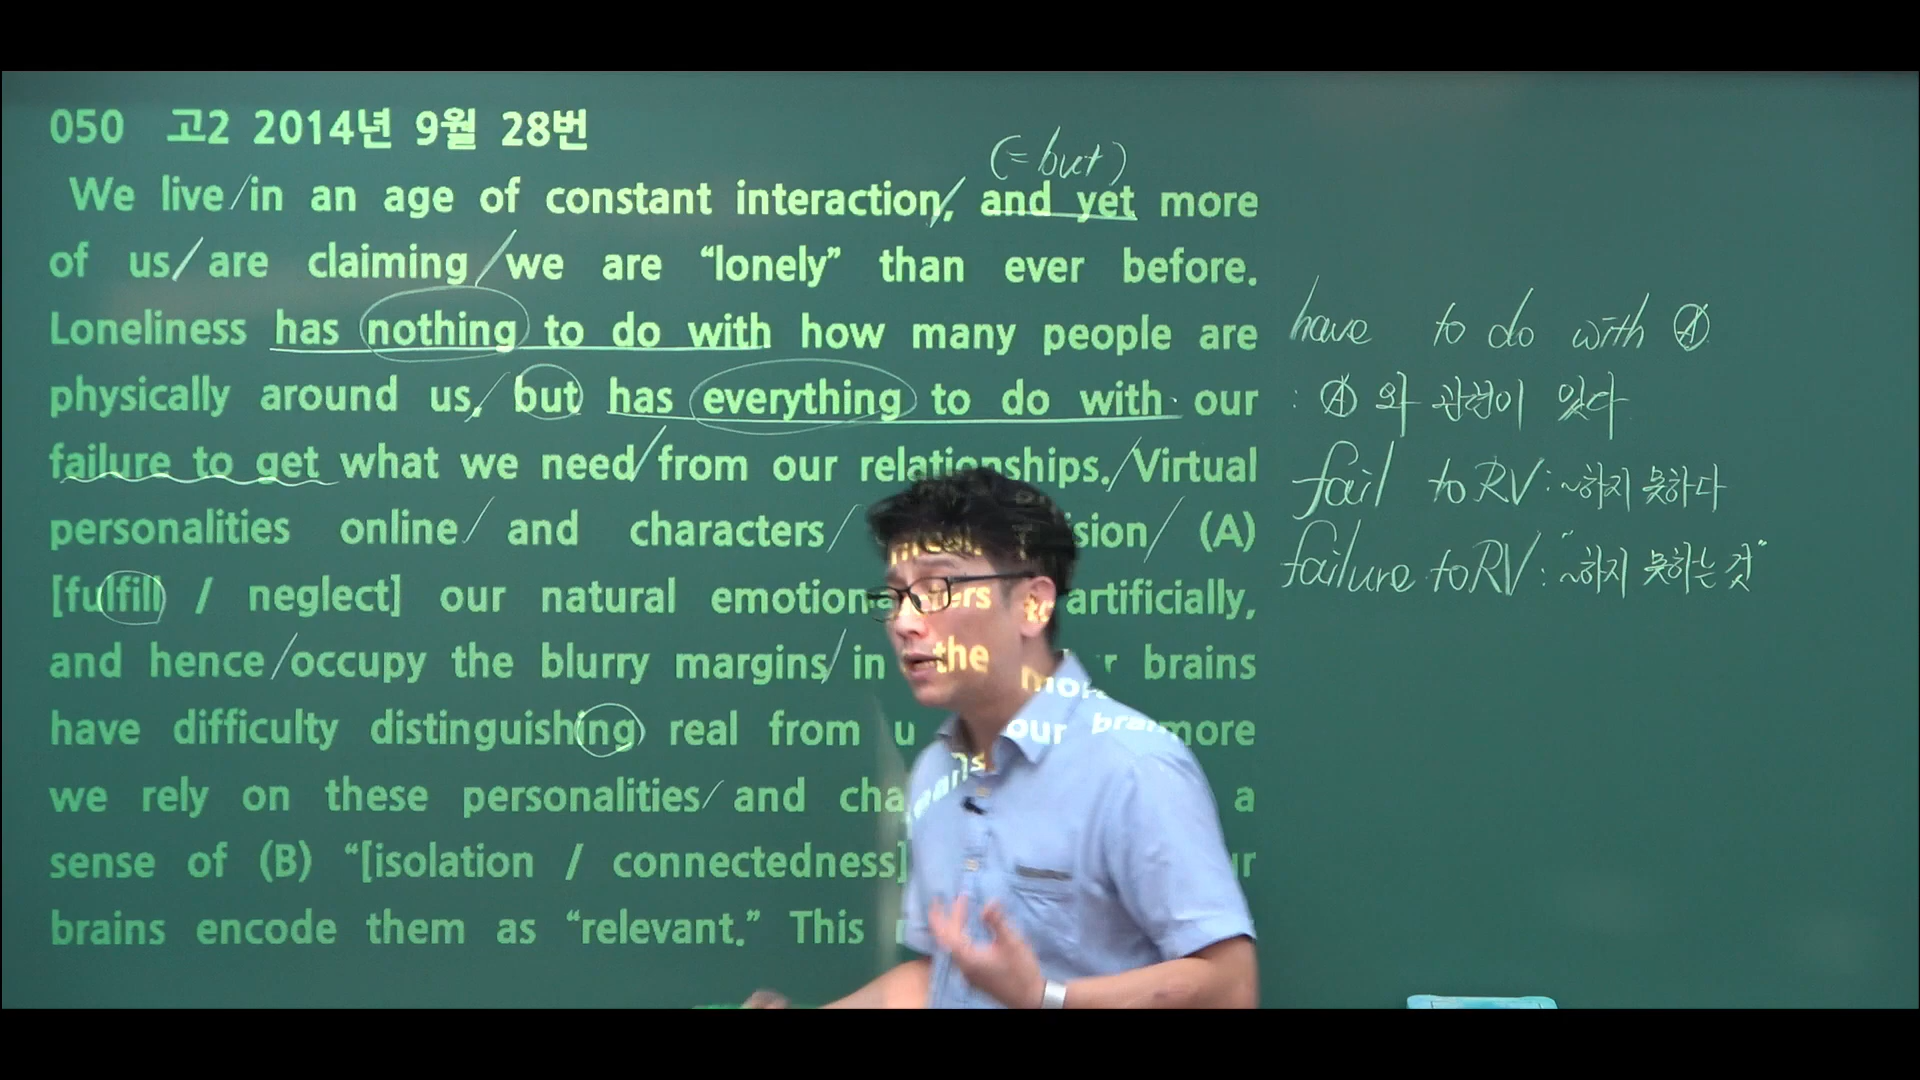 050 고2 2014년 9월 28번
(=but)
We live/in an age of constant interaction/, and yet more
of us/are claiming/we are “lonely” than ever before.
Loneliness has nothing to do with how many people are
physically around us,/ but has everything to do with our
failure to get what we need/from our relationships./Virtual
personalities online/ and characters/ sion/ (A)
[fulfill / neglect] our natural emotiona artificially,
and hence/occupy the blurry margins/ in brains
have difficulty distinguishing real from u more
we rely on these personalities/ and cha a
sense of (B) “[isolation / connectedness] ur
brains encode them as “relevant.” This
have to do with Ⓐ
: Ⓐ 와 관련이 있다
fail to RV : ~하지 못하다
failure to RV : "~하지 못하는 것"